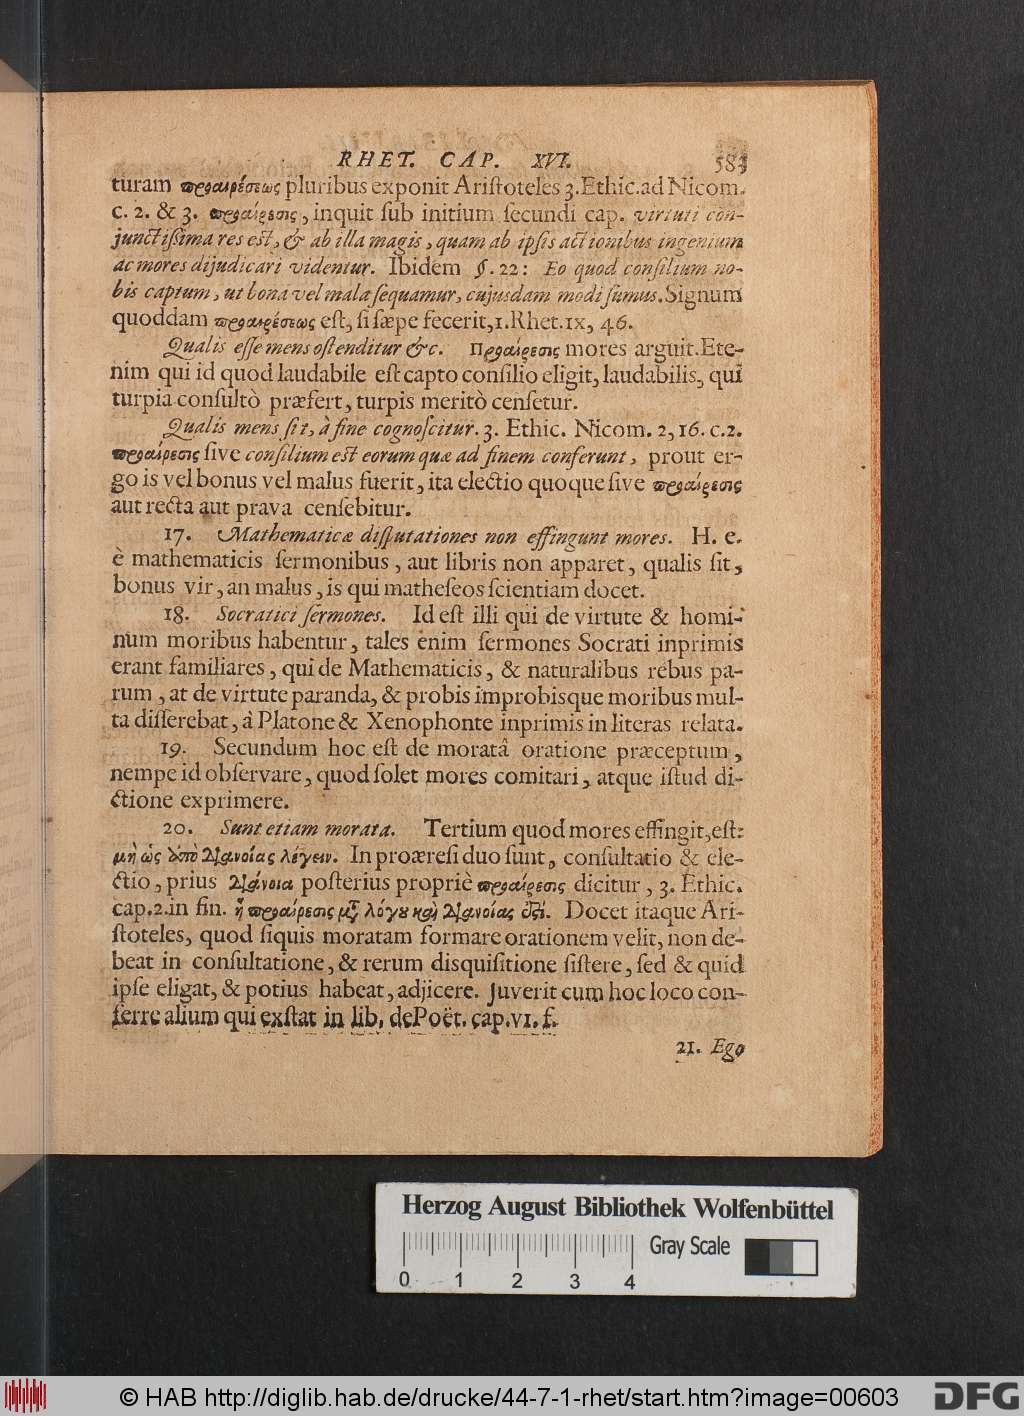 RHET. CAP. XVI. 583
turam προαιρέσεως pluribus exponit Ariſtoteles 3. Ethic. ad Nicom.
c. 2. & 3. προαίρεσις, inquit ſub initium ſecundi cap. virtuti con-
junctiſsima res est, & ab illa magis, quam ab ipſis actionibus ingenium
ac mores dijudicari videntur. Ibidem §. 22: Eo quod conſilium no-
bis captum, ut bona vel mala ſequamur, cujusdam modi ſumus. Signum
quoddam προαιρέσεως eſt, ſi ſæpe fecerit, 1. Rhet. IX, 46.
Qualis eſſe mens oſtenditur &c. Προαίρεσις mores arguit. Ete-
nim qui id quod laudabile eſt capto conſilio eligit, laudabilis, qui
turpia conſultò præfert, turpis meritò cenſetur.
Qualis mens ſit, à fine cognoſcitur. 3. Ethic. Nicom. 2, 16. c. 2.
προαίρεσις ſive conſilium est eorum quæ ad finem conferunt, prout er-
go is vel bonus vel malus fuerit, ita electio quoque ſive προαίρεσις
aut recta aut prava cenſebitur.
17. Mathematicæ diſputationes non effingunt mores. H. e.
è mathematicis ſermonibus, aut libris non apparet, qualis ſit,
bonus vir, an malus, is qui matheſeos ſcientiam docet.
18. Socratici ſermones. Id eſt illi qui de virtute & homi-
num moribus habentur, tales enim ſermones Socrati inprimis
erant familiares, qui de Mathematicis, & naturalibus rebus pa-
rum, at de virtute paranda, & probis improbisque moribus mul-
ta diſſerebat, â Platone & Xenophonte inprimis in literas relata.
19. Secundum hoc eſt de moratâ oratione præceptum,
nempe id obſervare, quod ſolet mores comitari, atque iſtud di-
ctione exprimere.
20. Sunt etiam morata. Tertium quod mores effingit, eſt:
μὴ ὡς ἀπὸ διανοίας λέγειν. In proæreſi duo ſunt, conſultatio & ele-
ctio, prius διάνοια poſterius propriè προαίρεσις dicitur, 3. Ethic.
cap. 2. in fin. ἡ προαίρεσις μετὰ λόγου καὶ διανοίας ἐστί. Docet itaque Ari-
ſtoteles, quod ſiquis moratam formare orationem velit, non de-
beat in conſultatione, & rerum disquiſitione ſiſtere, ſed & quid
ipſe eligat, & potius habeat, adjicere. Juverit cum hoc loco con-
ferre alium qui exſtat in lib. de Poët. cap. VI. f.
21. Ego
Herzog August Bibliothek Wolfenbüttel
Gray Scale
0 1 2 3 4
© HAB http://diglib.hab.de/drucke/44-7-1-rhet/start.htm?image=00603 DFG